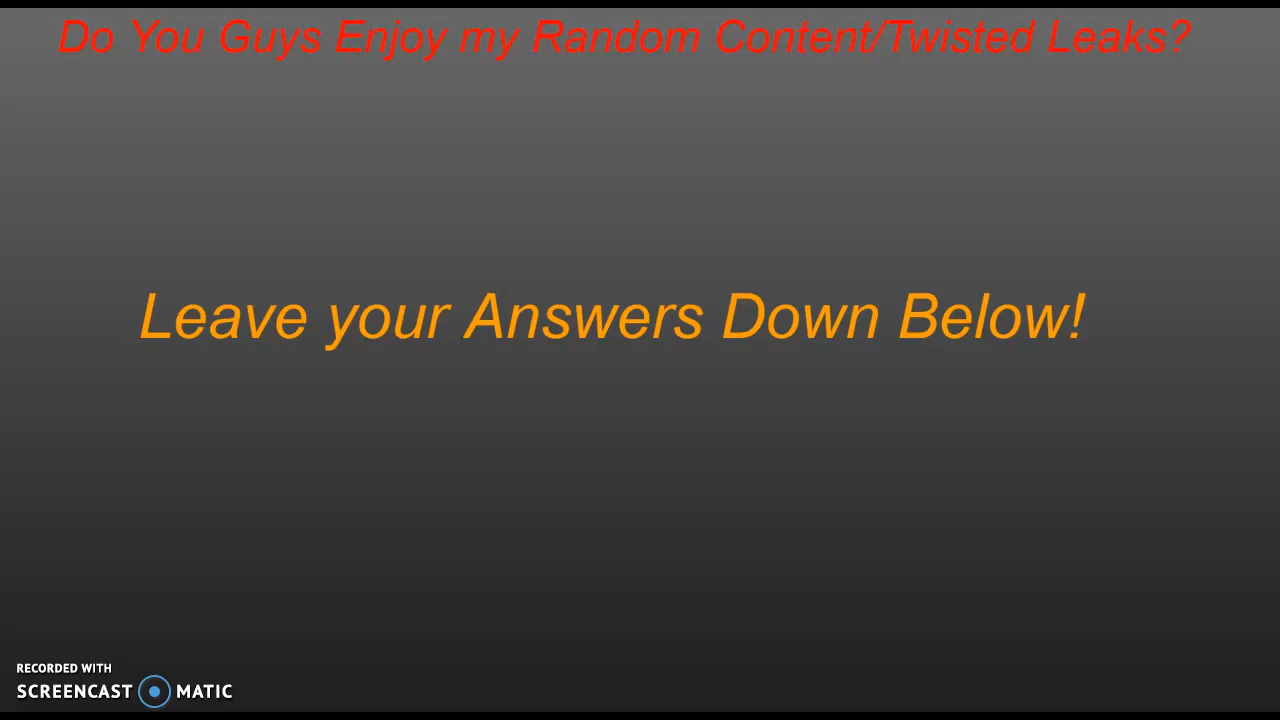 Do You Guys Enjoy my Random Content/Twisted Leaks?
Leave your Answers Down Below!
RECORDED WITH
SCREENCAST MATIC